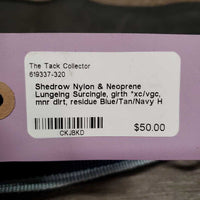 The Tack Collector
619337-320
Shedrow Nylon & Neoprene
Lungeing Surcingle, girth *xc/vgc,
mnr dirt, residue Blue/Tan/Navy H
CKJBKD
$50.00